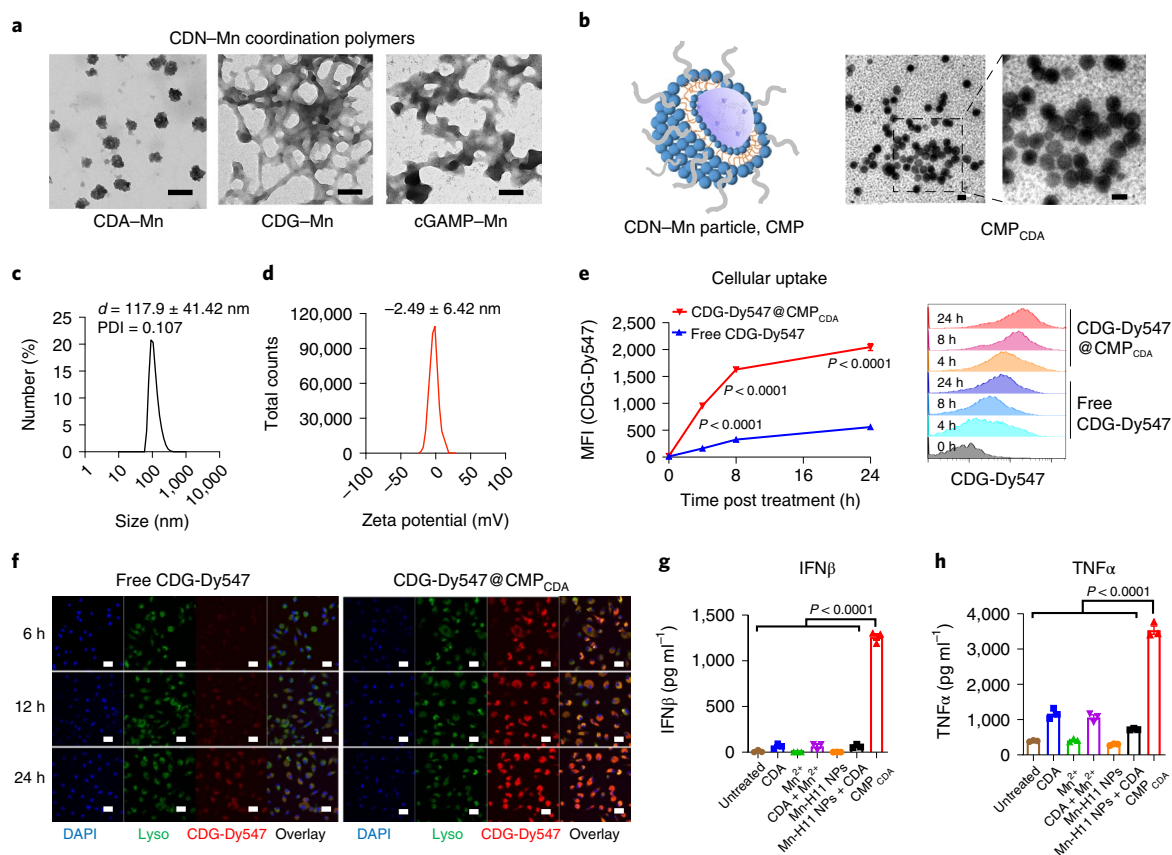 a
CDN–Mn coordination polymers
CDA–Mn
CDG–Mn
cGAMP–Mn
b
CDN–Mn particle, CMP
CMPCDA
c
d = 117.9 ± 41.42 nm
PDI = 0.107
Number (%)
25
20
15
10
5
0
1
10
100
1,000
10,000
Size (nm)
d
−2.49 ± 6.42 nm
Total counts
120,000
90,000
60,000
30,000
0
−100
−50
0
50
100
Zeta potential (mV)
e
Cellular uptake
CDG-Dy547@CMPCDA
Free CDG-Dy547
MFI (CDG-Dy547)
2,500
2,000
1,500
1,000
500
0
P < 0.0001
P < 0.0001
P < 0.0001
0
8
16
24
Time post treatment (h)
24 h
8 h
4 h
24 h
8 h
4 h
0 h
CDG-Dy547
@CMPCDA
Free
CDG-Dy547
CDG-Dy547
f
Free CDG-Dy547
CDG-Dy547@CMPCDA
6 h
12 h
24 h
DAPI
Lyso
CDG-Dy547
Overlay
DAPI
Lyso
CDG-Dy547
Overlay
g
IFNβ
P < 0.0001
IFNβ (pg ml−1)
1,500
1,000
500
0
Untreated
CDA
Mn2+
CDA + Mn2+
Mn-H11 NPs
Mn-H11 NPs + CDA
CMPCDA
h
TNFα
P < 0.0001
TNFα (pg ml−1)
4,000
3,000
2,000
1,000
0
Untreated
CDA
Mn2+
CDA + Mn2+
Mn-H11 NPs
Mn-H11 NPs + CDA
CMP CDA